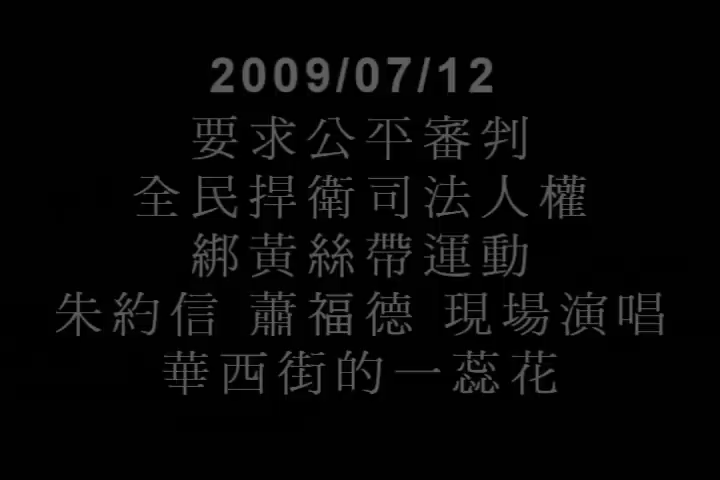 2009/07/12
要求公平審判
全民捍衛司法人權
綁黃絲帶運動
朱約信 蕭福德 現場演唱
華西街的一蕊花